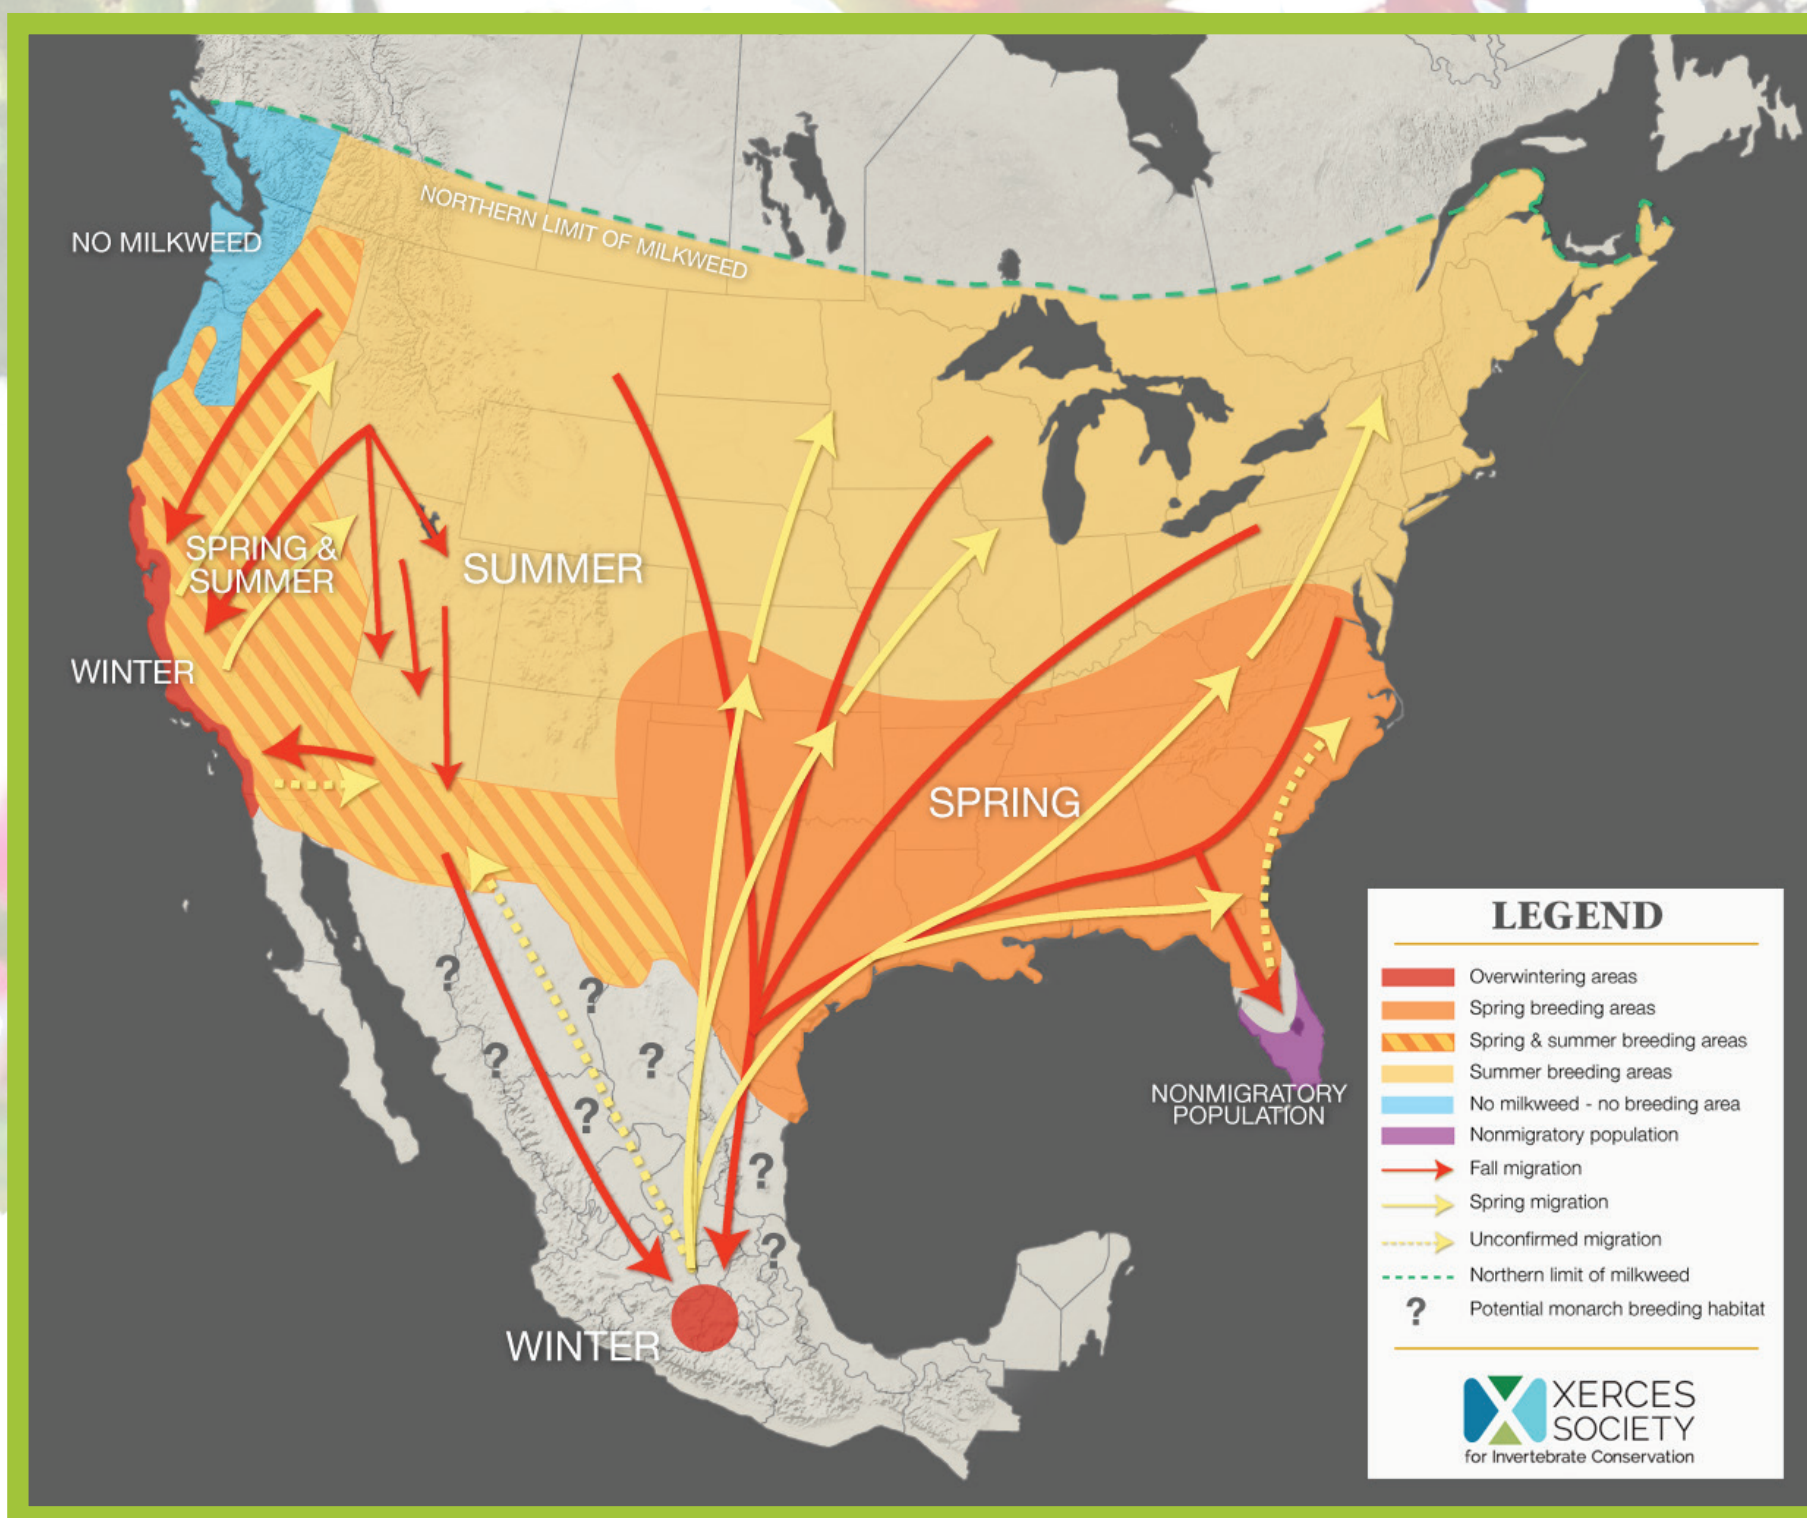 NORTHERN LIMIT OF MILKWEED
NO MILKWEED
SPRING &
SUMMER
SUMMER
WINTER
SPRING
?
?
?
?
?
?
?
NONMIGRATORY
POPULATION
WINTER
LEGEND
Overwintering areas
Spring breeding areas
Spring & summer breeding areas
Summer breeding areas
No milkweed - no breeding area
Nonmigratory population
Fall migration
Spring migration
Unconfirmed migration
Northern limit of milkweed
? Potential monarch breeding habitat
XERCES
SOCIETY
for Invertebrate Conservation